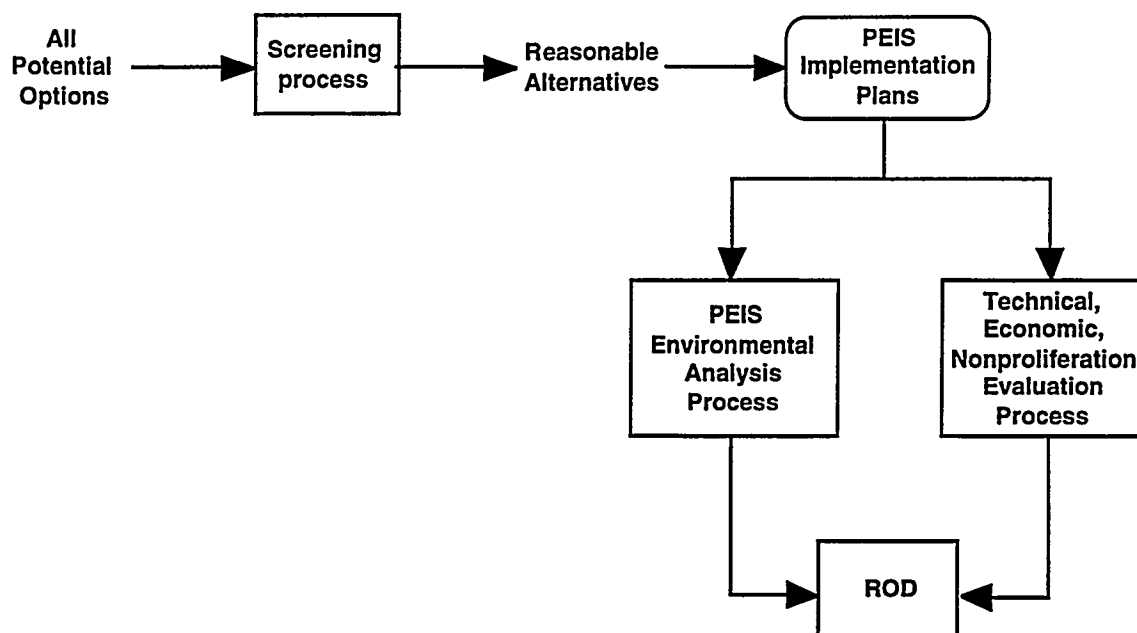 All
Potential
Options
Screening
process
Reasonable
Alternatives
PEIS
Implementation
Plans
PEIS
Environmental
Analysis
Process
Technical,
Economic,
Nonproliferation
Evaluation
Process
ROD